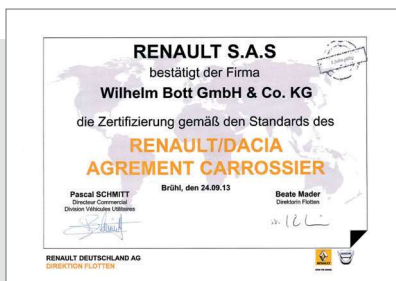 RENAULT S.A.S
bestätigt der Firma
Wilhelm Bott GmbH & Co. KG
die Zertifizierung gemäß den Standards des
RENAULT/DACIA
AGREMENT CARROSSIER
Brühl, den 24.09.13
Pascal SCHMITT
Directeur Commercial
Division Véhicules Utilitaires
Beate Mader
Direktorin Flotten
RENAULT DEUTSCHLAND AG
DIREKTION FLOTTEN
RENAULT